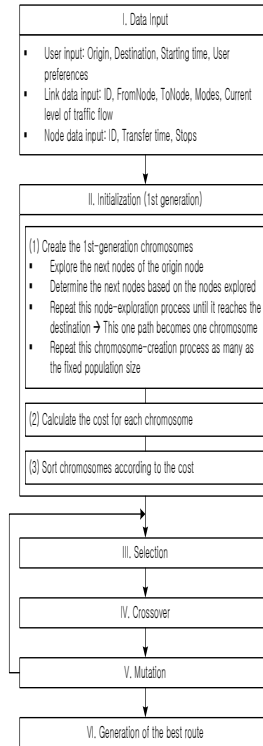 I. Data Input
▪ User input: Origin, Destination, Starting time, User
preferences
▪ Link data input: ID, FromNode, ToNode, Modes, Current
level of traffic flow
▪ Node data input: ID, Transfer time, Stops
II. Initialization (1st generation)
(1) Create the 1st-generation chromosomes
▪ Explore the next nodes of the origin node
▪ Determine the next nodes based on the nodes explored
▪ Repeat this node-exploration process until it reaches the
destination → This one path becomes one chromosome
▪ Repeat this chromosome-creation process as many as
the fixed population size
(2) Calculate the cost for each chromosome
(3) Sort chromosomes according to the cost
III. Selection
IV. Crossover
V. Mutation
VI. Generation of the best route